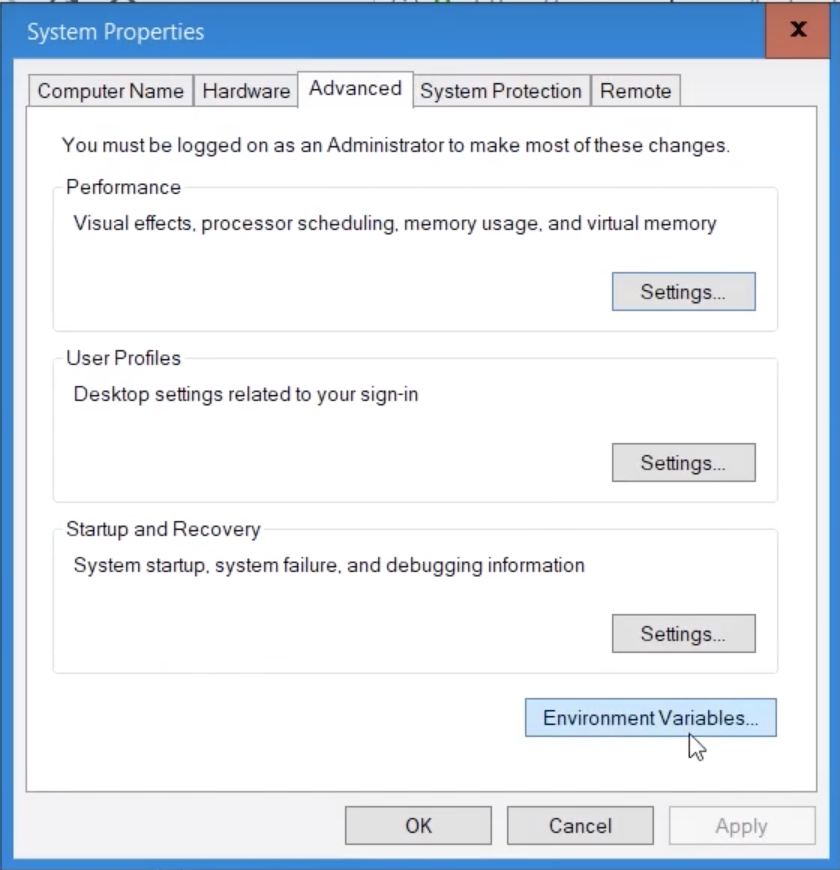 System Properties
X
Computer Name Hardware Advanced System Protection Remote
You must be logged on as an Administrator to make most of these changes.
Performance
Visual effects, processor scheduling, memory usage, and virtual memory
Settings...
User Profiles
Desktop settings related to your sign-in
Settings...
Startup and Recovery
System startup, system failure, and debugging information
Settings...
Environment Variables...
OK Cancel Apply